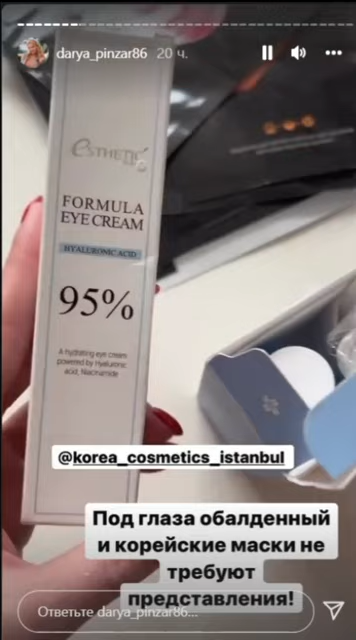 darya_pinzar86 20 ч.
ESTHETIC
FORMULA
EYE CREAM
HYALURONIC ACID
95%
A hydrating eye cream
powered by Hyaluronic
acid, Niacinamide
@korea_cosmetics_istanbul
Под глаза обалденный
и корейские маски не
требуют
представления!
Ответьте darya_pinzar86...